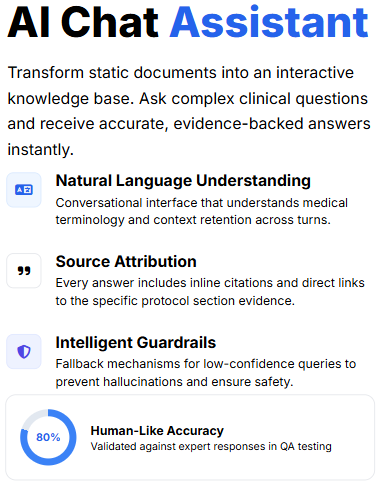 AI Chat Assistant
Transform static documents into an interactive
knowledge base. Ask complex clinical questions
and receive accurate, evidence-backed answers
instantly.
Natural Language Understanding
Conversational interface that understands medical
terminology and context retention across turns.
Source Attribution
Every answer includes inline citations and direct links
to the specific protocol section evidence.
Intelligent Guardrails
Fallback mechanisms for low-confidence queries to
prevent hallucinations and ensure safety.
80%
Human-Like Accuracy
Validated against expert responses in QA testing